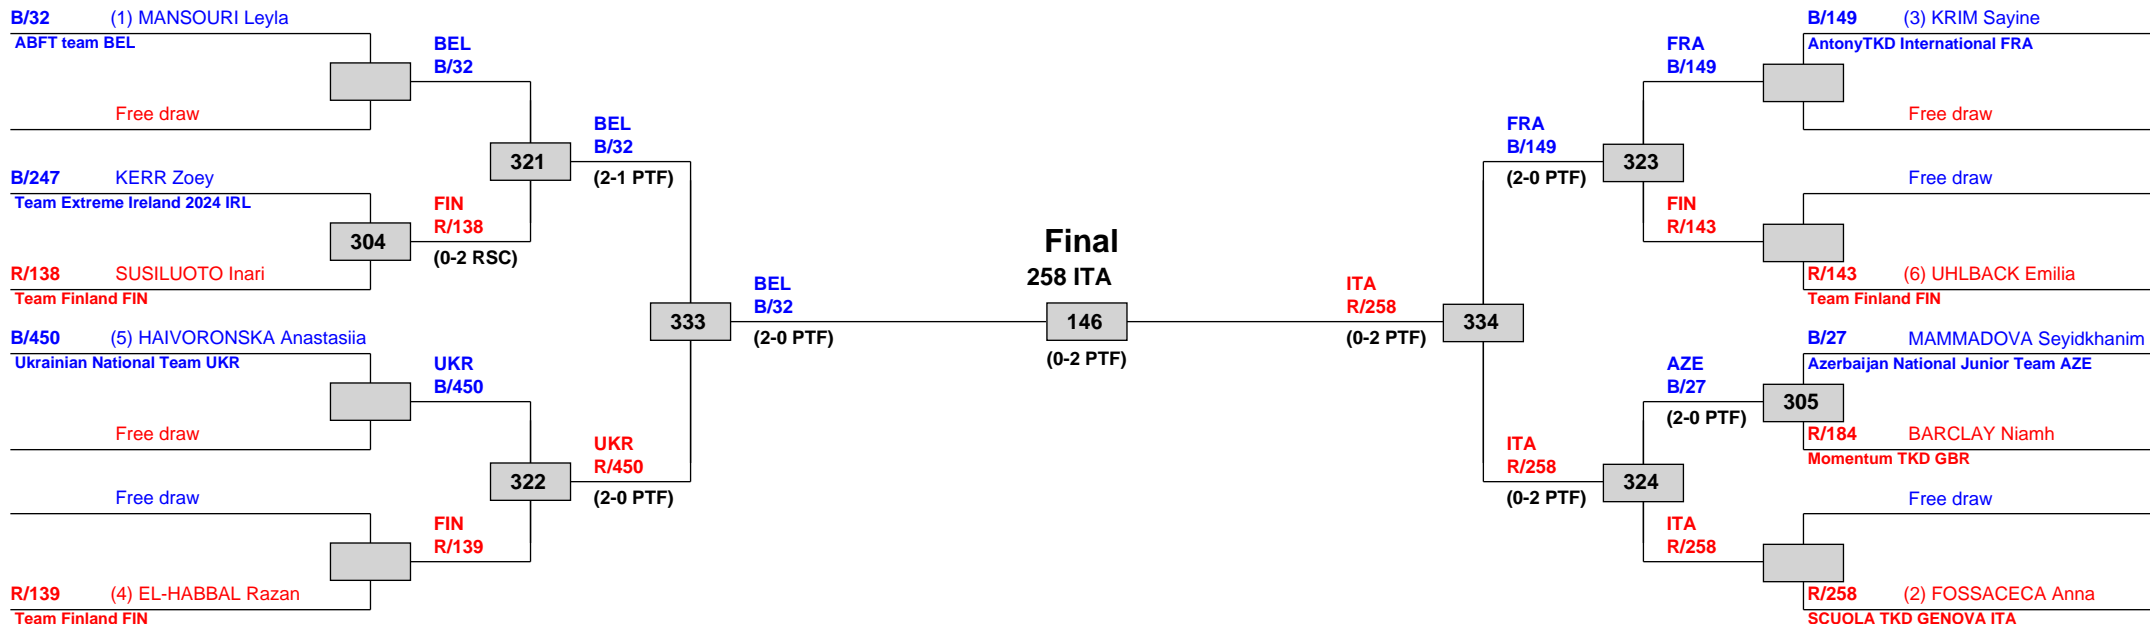 B/32 (1) MANSOURI Leyla
ABFT team BEL
Free draw
B/247 KERR Zoey
Team Extreme Ireland 2024 IRL
304
R/138 SUSILUOTO Inari
Team Finland FIN
B/450 (5) HAIVORONSKA Anastasiia
Ukrainian National Team UKR
Free draw
Free draw
R/139 (4) EL-HABBAL Razan
Team Finland FIN
BEL
B/32
321
FIN
R/138
(0-2 RSC)
UKR
B/450
322
FIN
R/139
BEL
B/32
(2-1 PTF)
333
UKR
R/450
(2-0 PTF)
BEL
B/32
(2-0 PTF)
Final
258 ITA
146
(0-2 PTF)
ITA
R/258
(0-2 PTF)
334
FRA
B/149
(2-0 PTF)
323
ITA
R/258
(0-2 PTF)
324
FRA
B/149
FIN
R/143
AZE
B/27
(2-0 PTF)
305
ITA
R/258
B/149 (3) KRIM Sayine
AntonyTKD International FRA
Free draw
Free draw
R/143 (6) UHLBACK Emilia
Team Finland FIN
B/27 MAMMADOVA Seyidkhanim
Azerbaijan National Junior Team AZE
R/184 BARCLAY Niamh
Momentum TKD GBR
Free draw
R/258 (2) FOSSACECA Anna
SCUOLA TKD GENOVA ITA